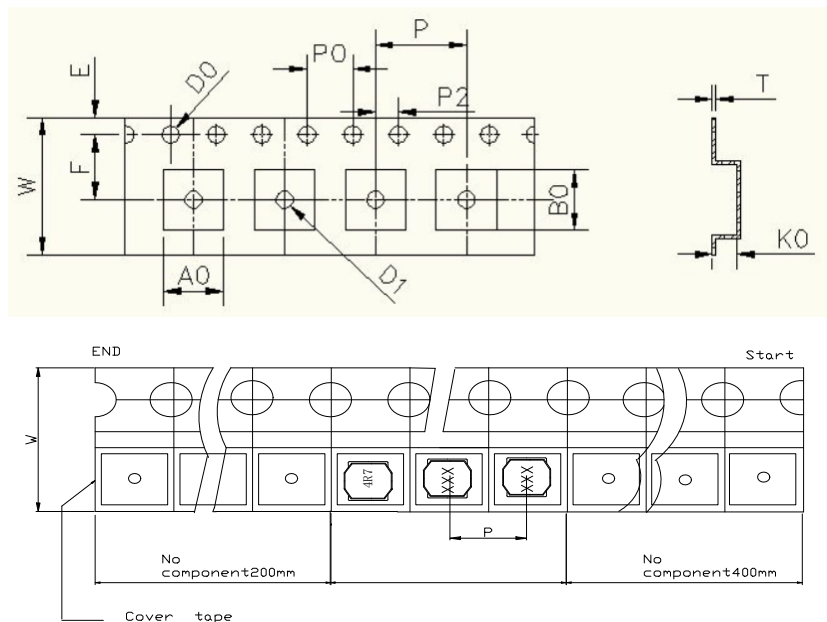 P
P0
P2
D0
E
T
F
W
B0
K0
A0
D1
END
Start
W
4R7
XXX
XXX
P
No
component200mm
No
component400mm
Cover tape